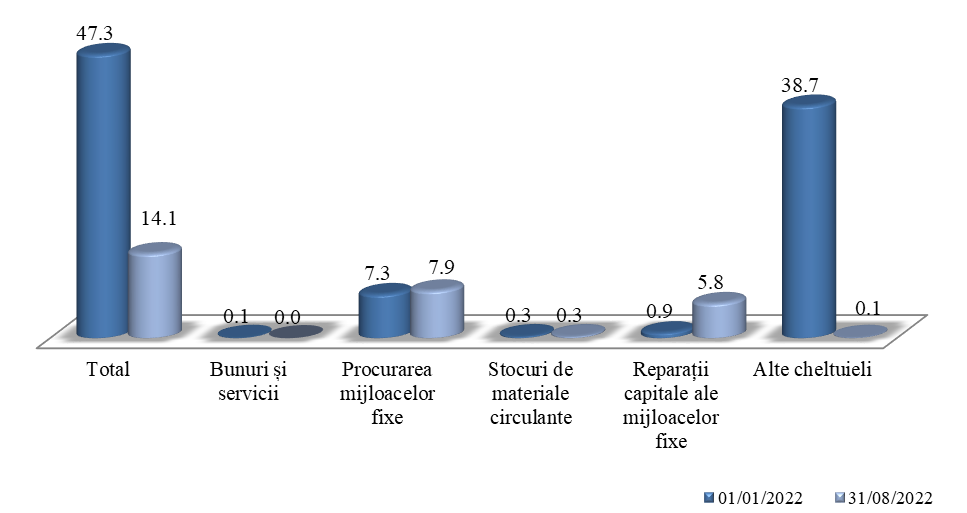 47.3
14.1
0.1
0.0
7.3
7.9
0.3
0.3
0.9
5.8
38.7
0.1
Total
Bunuri și
servicii
Procurarea
mijloacelor
fixe
Stocuri de
materiale
circulante
Reparații
capitale ale
mijloacelor
fixe
Alte cheltuieli
01/01/2022
31/08/2022